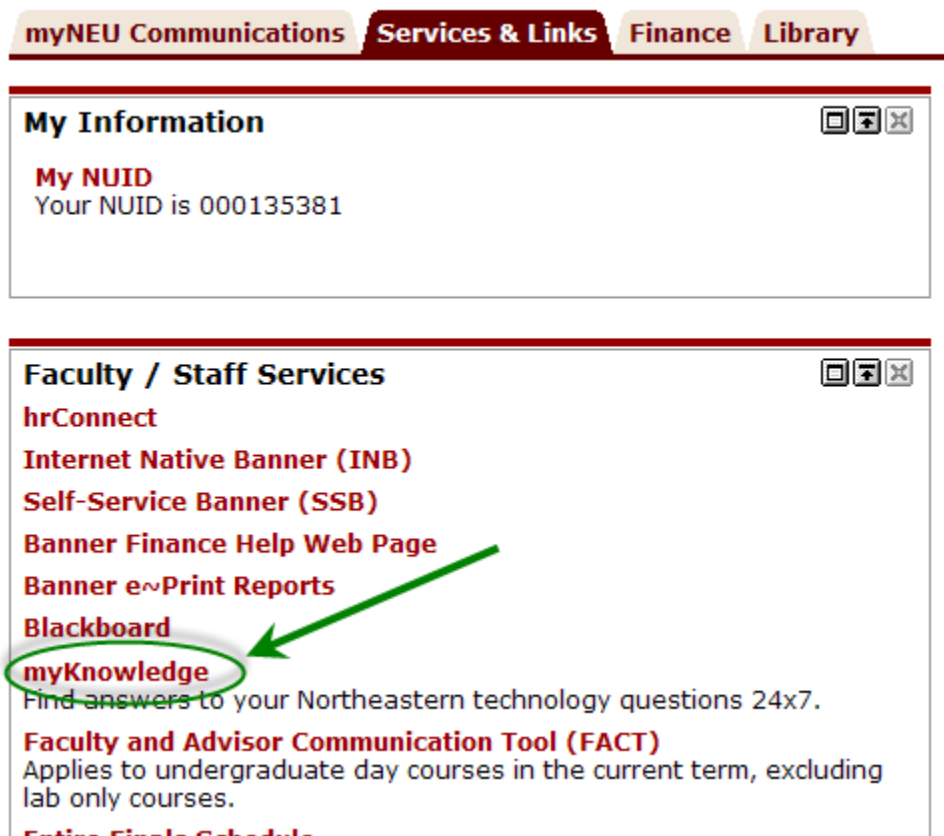 myNEU Communications Services & Links Finance Library
My Information
My NUID
Your NUID is 000135381
Faculty / Staff Services
hrConnect
Internet Native Banner (INB)
Self-Service Banner (SSB)
Banner Finance Help Web Page
Banner e~Print Reports
Blackboard
myKnowledge
Find answers to your Northeastern technology questions 24x7.
Faculty and Advisor Communication Tool (FACT)
Applies to undergraduate day courses in the current term, excluding
lab only courses.
Entire Finals Schedule